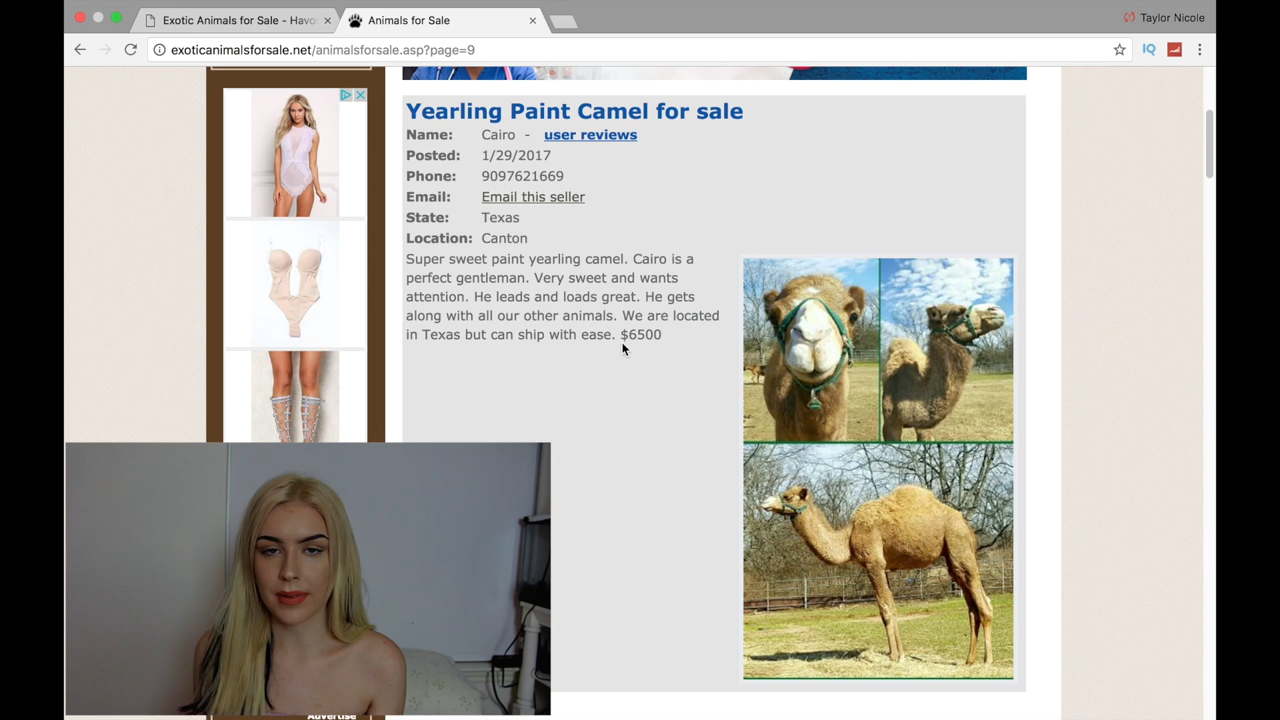 Exotic Animals for Sale - Havoc
Animals for Sale
Taylor Nicole
exoticanimalsforsale.net/animalsforsale.asp?page=9
IQ
Yearling Paint Camel for sale
Name: Cairo - user reviews
Posted: 1/29/2017
Phone: 9097621669
Email: Email this seller
State: Texas
Location: Canton
Super sweet paint yearling camel. Cairo is a
perfect gentleman. Very sweet and wants
attention. He leads and loads great. He gets
along with all our other animals. We are located
in Texas but can ship with ease. $6500
Advertise